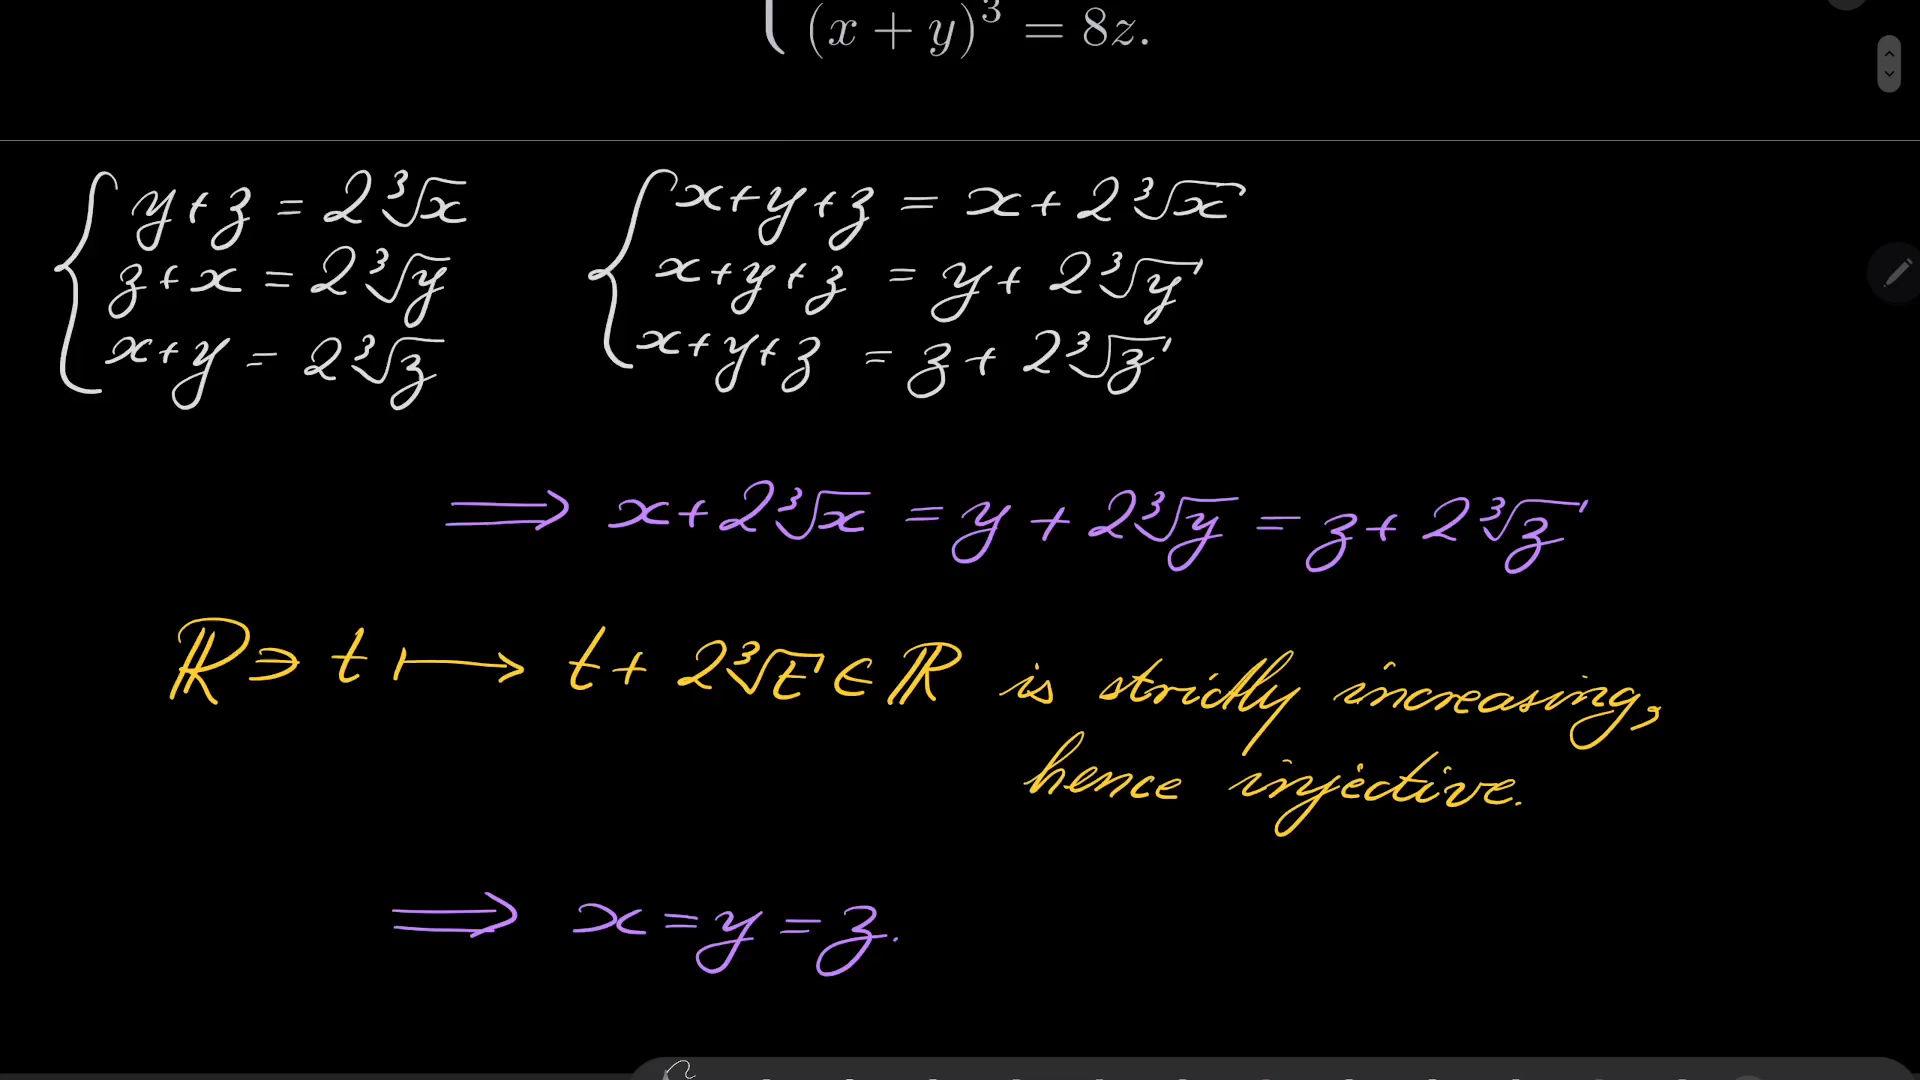 (x + y)³ = 8z.
y+z = 2∛x
z+x = 2∛y
x+y = 2∛z
x+y+z = x+2∛x
x+y+z = y+2∛y
x+y+z = z+2∛z
⟹ x+2∛x = y+2∛y = z+2∛z
ℝ∋t ⟼ t+2∛t∈ℝ is strictly increasing,
hence injective.
⟹ x=y=z.